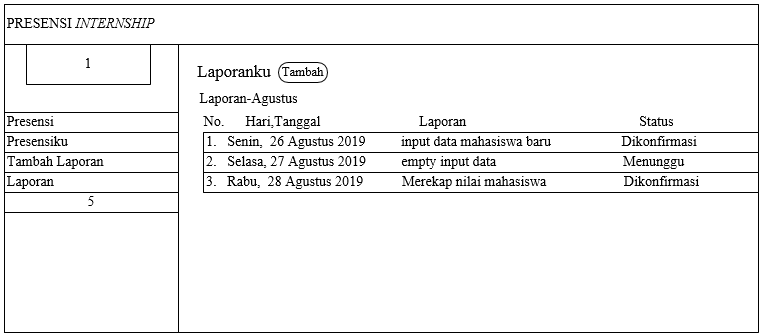 PRESENSI INTERNSHIP
1
Presensi
Presensiku
Tambah Laporan
Laporan
5
Laporanku Tambah
Laporan-Agustus
No. Hari,Tanggal Laporan Status
1. Senin, 26 Agustus 2019 input data mahasiswa baru Dikonfirmasi
2. Selasa, 27 Agustus 2019 empty input data Menunggu
3. Rabu, 28 Agustus 2019 Merekap nilai mahasiswa Dikonfirmasi